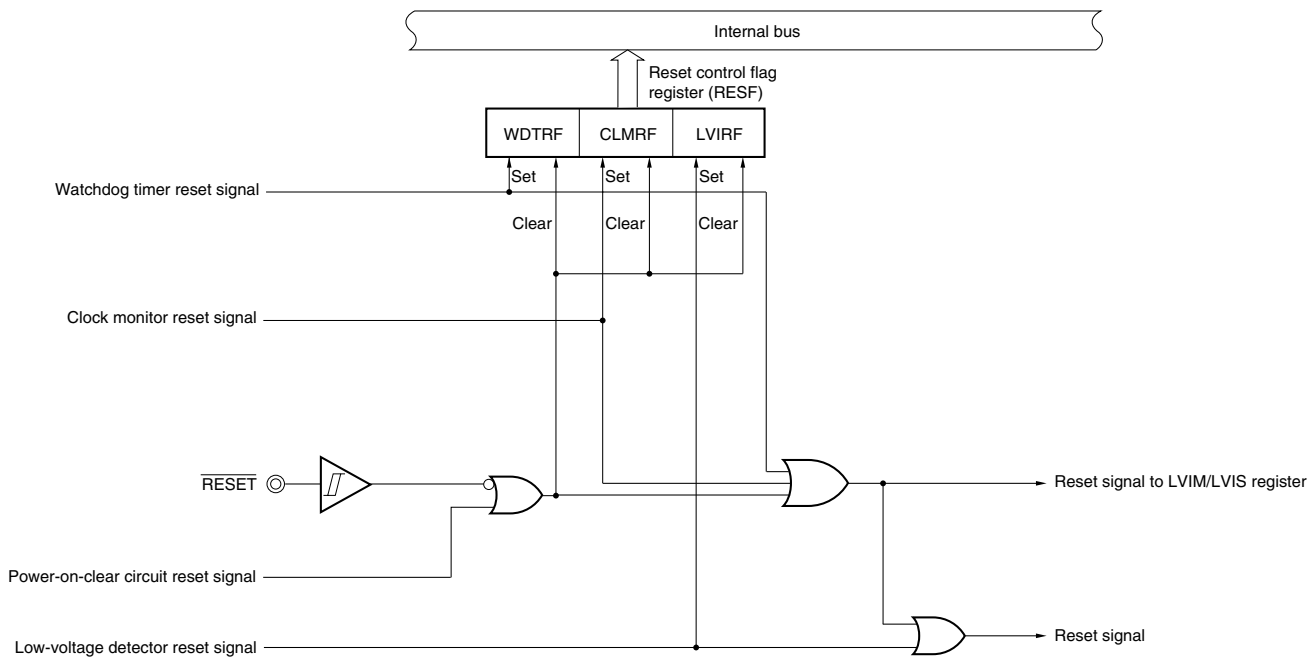 Internal bus
Reset control flag
register (RESF)
WDTRF CLMRF LVIRF
Set Set Set
Watchdog timer reset signal
Clear Clear Clear
Clock monitor reset signal
RESET
Reset signal to LVIM/LVIS register
Power-on-clear circuit reset signal
Low-voltage detector reset signal
Reset signal